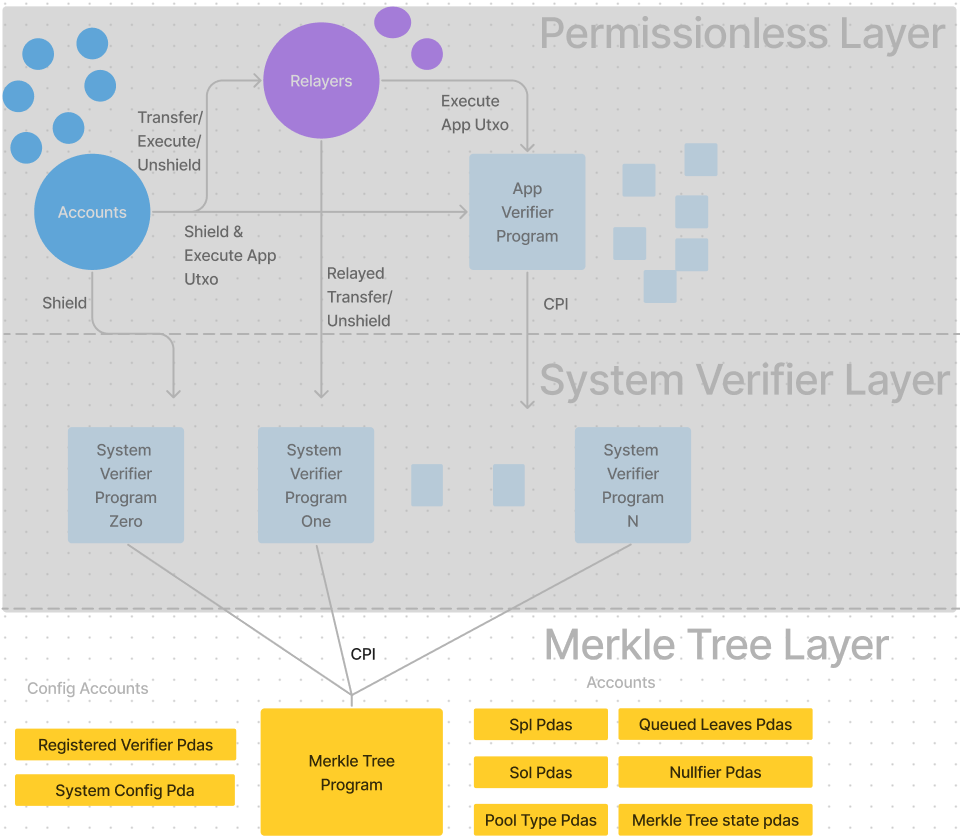 Permissionless Layer
Relayers
Execute
App Utxo
Transfer/
Execute/
Unshield
App
Verifier
Program
Accounts
Shield &
Execute App
Utxo
Relayed
Transfer/
Unshield
Shield
CPI
System Verifier Layer
System
Verifier
Program
Zero
System
Verifier
Program
One
System
Verifier
Program
N
Merkle Tree Layer
CPI
Config Accounts
Accounts
Registered Verifier Pdas
System Config Pda
Merkle Tree
Program
Spl Pdas
Queued Leaves Pdas
Sol Pdas
Nullfier Pdas
Pool Type Pdas
Merkle Tree state pdas